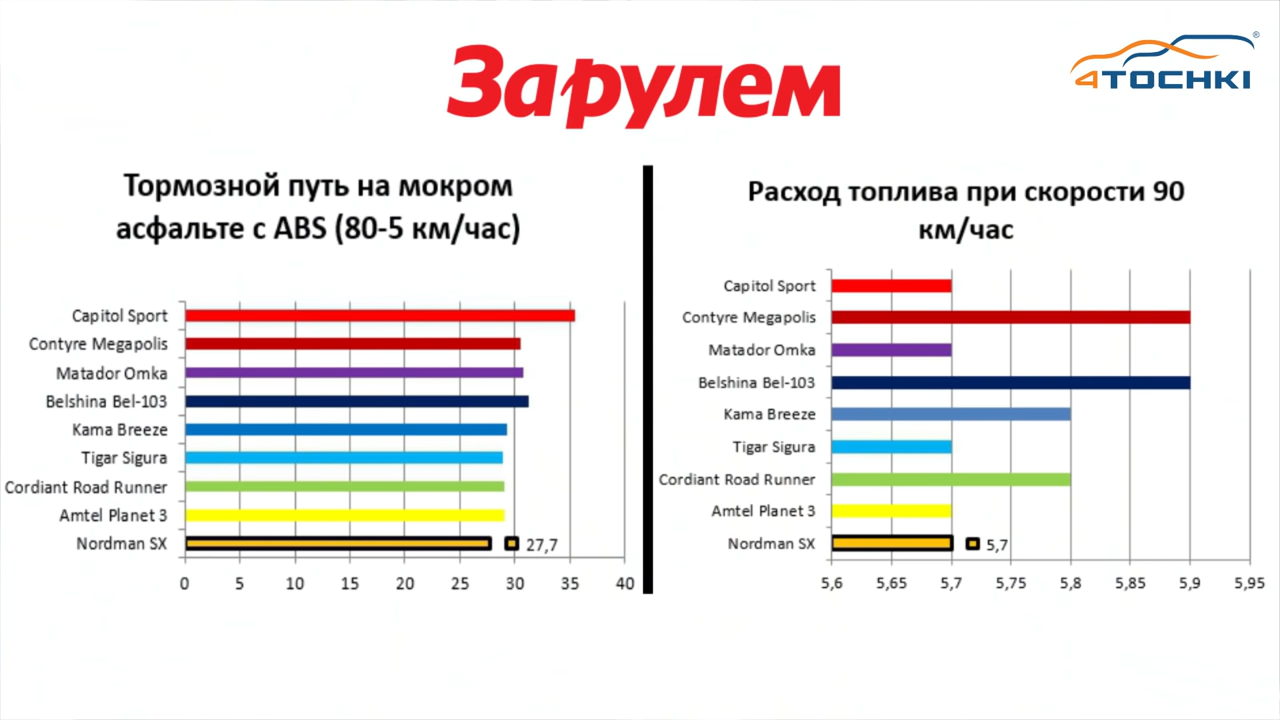 Зарулем
4TOCHKI®
Тормозной путь на мокром
асфальте с ABS (80-5 км/час)
Capitol Sport
Contyre Megapolis
Matador Omka
Belshina Bel-103
Kama Breeze
Tigar Sigura
Cordiant Road Runner
Amtel Planet 3
Nordman SX
27,7
0 5 10 15 20 25 30 35 40
Расход топлива при скорости 90
км/час
Capitol Sport
Contyre Megapolis
Matador Omka
Belshina Bel-103
Kama Breeze
Tigar Sigura
Cordiant Road Runner
Amtel Planet 3
Nordman SX
5,7
5,6 5,65 5,7 5,75 5,8 5,85 5,9 5,95